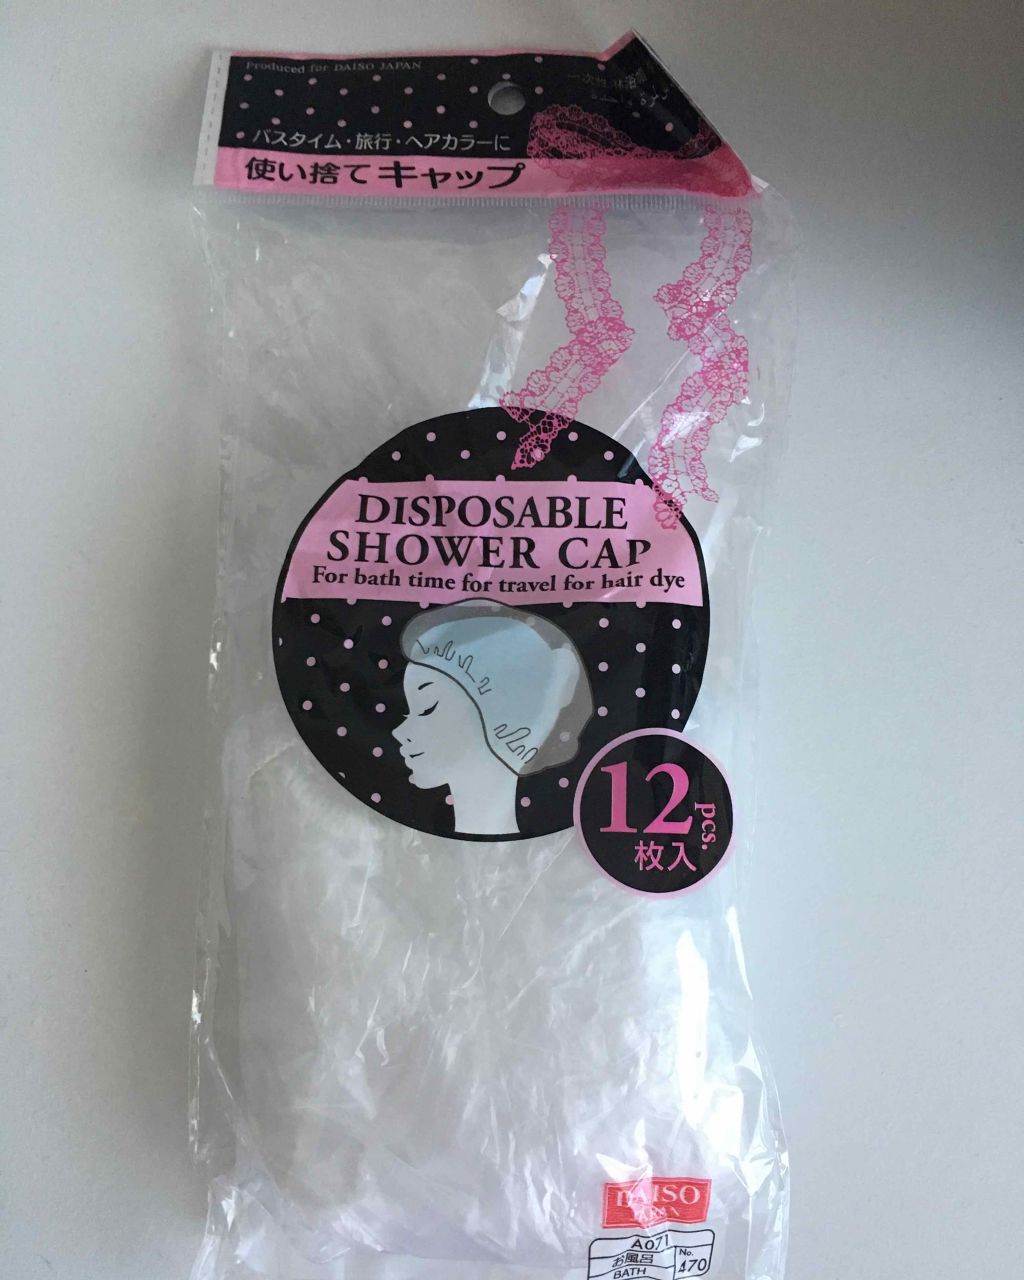 Produced for DAISO JAPAN
バスタイム・旅行・ヘアカラーに
使い捨てキャップ
DISPOSABLE
SHOWER CAP
For bath time for travel for hair dye
12 pcs.
枚入
DAISO
JAPAN
A071
お風呂
BATH
No.
470